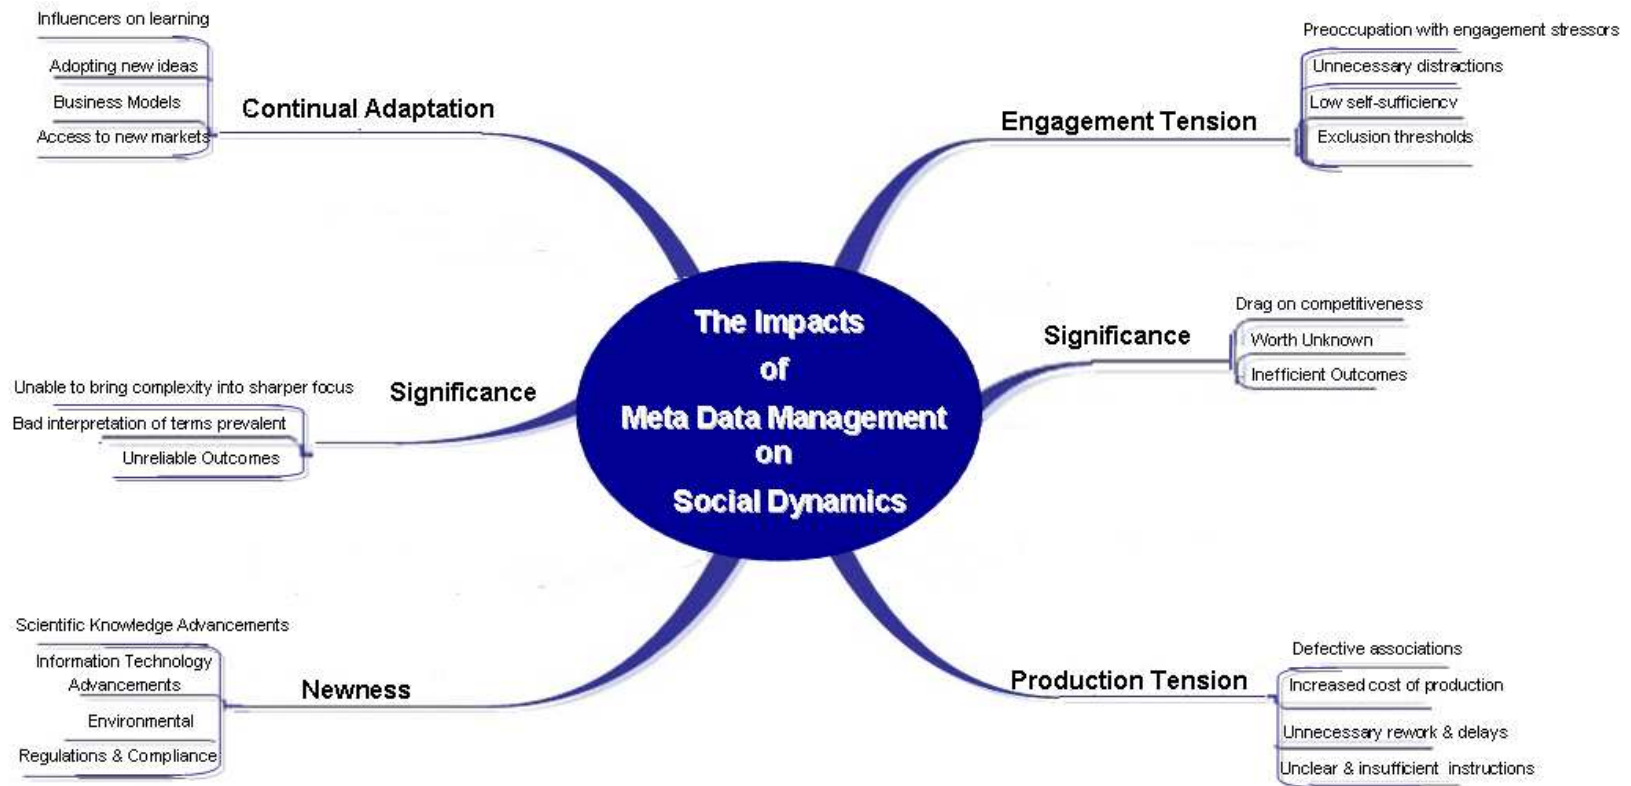 Influencers on learning
Adopting new ideas
Business Models
Access to new markets
Continual Adaptation
Preoccupation with engagement stressors
Unnecessary distractions
Low self-sufficiency
Exclusion thresholds
Engagement Tension
The Impacts
of
Meta Data Management
on
Social Dynamics
Drag on competitiveness
Worth Unknown
Inefficient Outcomes
Significance
Unable to bring complexity into sharper focus
Bad interpretation of terms prevalent
Unreliable Outcomes
Significance
Scientific Knowledge Advancements
Information Technology
Advancements
Environmental
Regulations & Compliance
Newness
Defective associations
Increased cost of production
Unnecessary rework & delays
Unclear & insufficient instructions
Production Tension